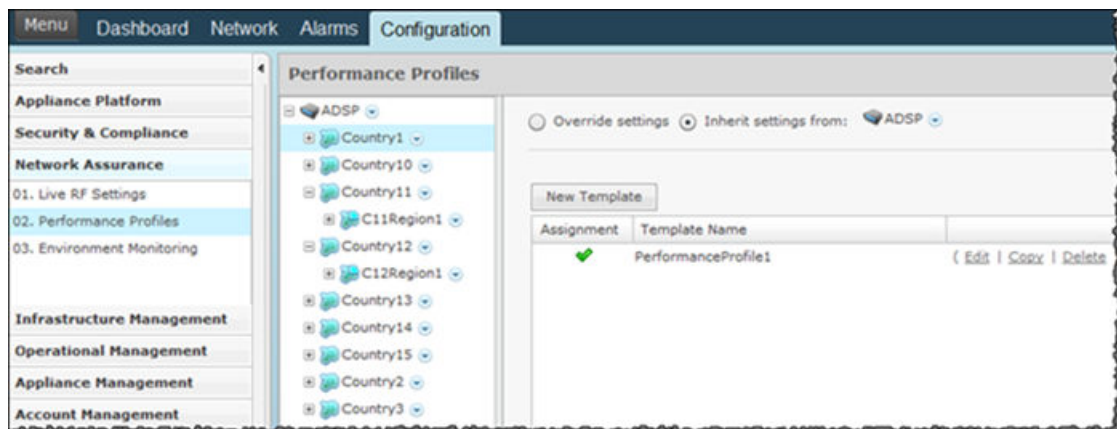 Menu Dashboard Network Alarms Configuration
Search
Appliance Platform
Security & Compliance
Network Assurance
01. Live RF Settings
02. Performance Profiles
03. Environment Monitoring
Infrastructure Management
Operational Management
Appliance Management
Account Management
Performance Profiles
ADSP
Country1
Country10
Country11
C11Region1
Country12
C12Region1
Country13
Country14
Country15
Country2
Country3
Override settings Inherit settings from: ADSP
New Template
Assignment Template Name
PerformanceProfile1 ( Edit | Copy | Delete